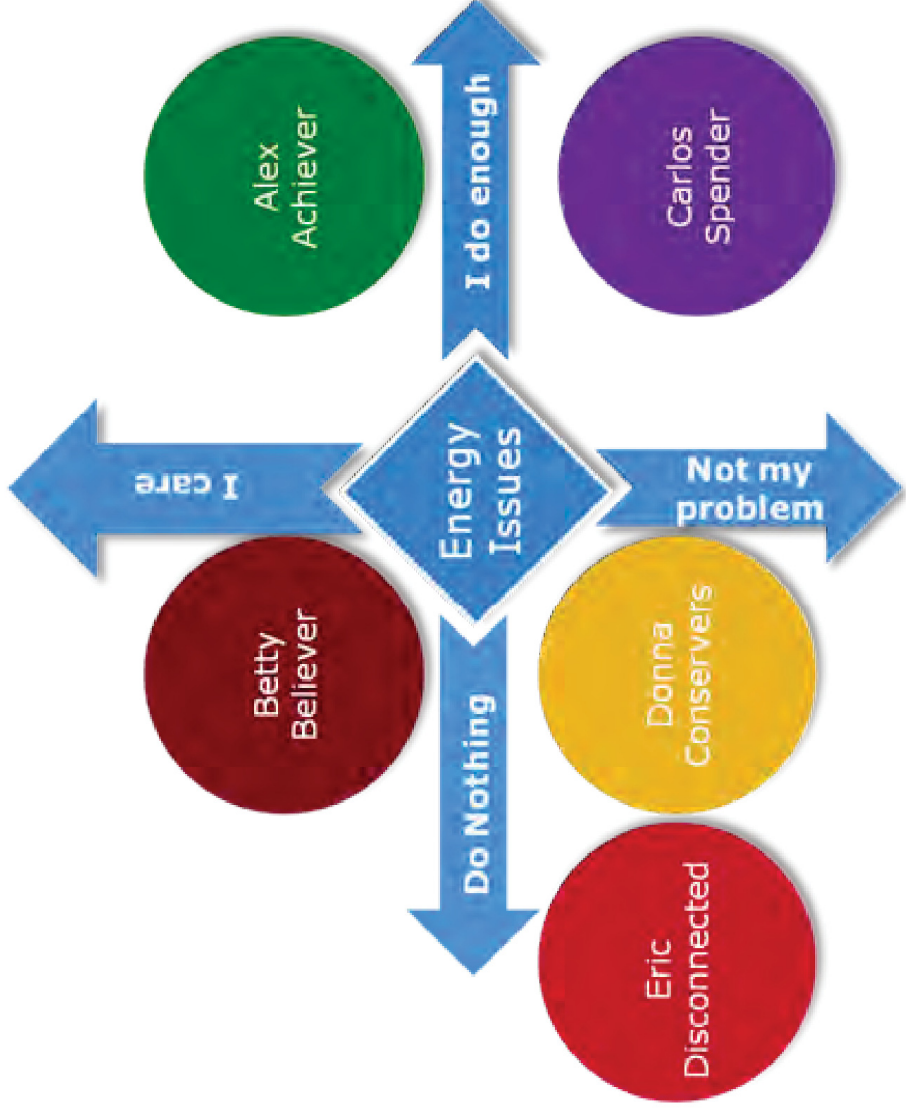 I care
Betty
Believer
Alex
Achiever
Do Nothing
Energy
Issues
I do enough
Eric
Disconnected
Donna
Conservers
Not my
problem
Carlos
Spender